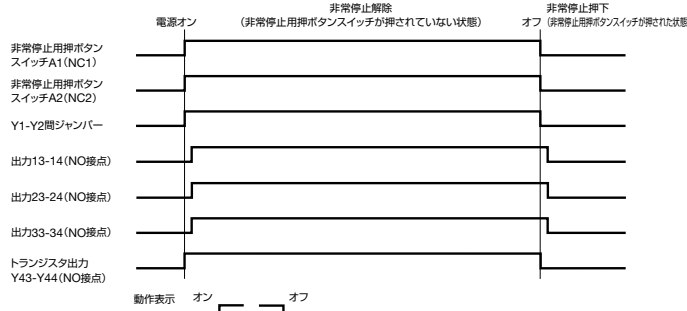 非常停止解除
非常停止押下
電源オン
(非常停止用押ボタンスイッチが押されていない状態)
オフ
(非常停止用押ボタンスイッチが押された状態
非常停止用押ボタン
スイッチA1(NC1)
非常停止用押ボタン
スイッチA2(NC2)
Y1-Y2間ジャンパー
出力13-14(NO接点)
出力23-24(NO接点)
出力33-34(NO接点)
トランジスタ出力
Y43-Y44(NO接点)
動作表示
オン
オフ